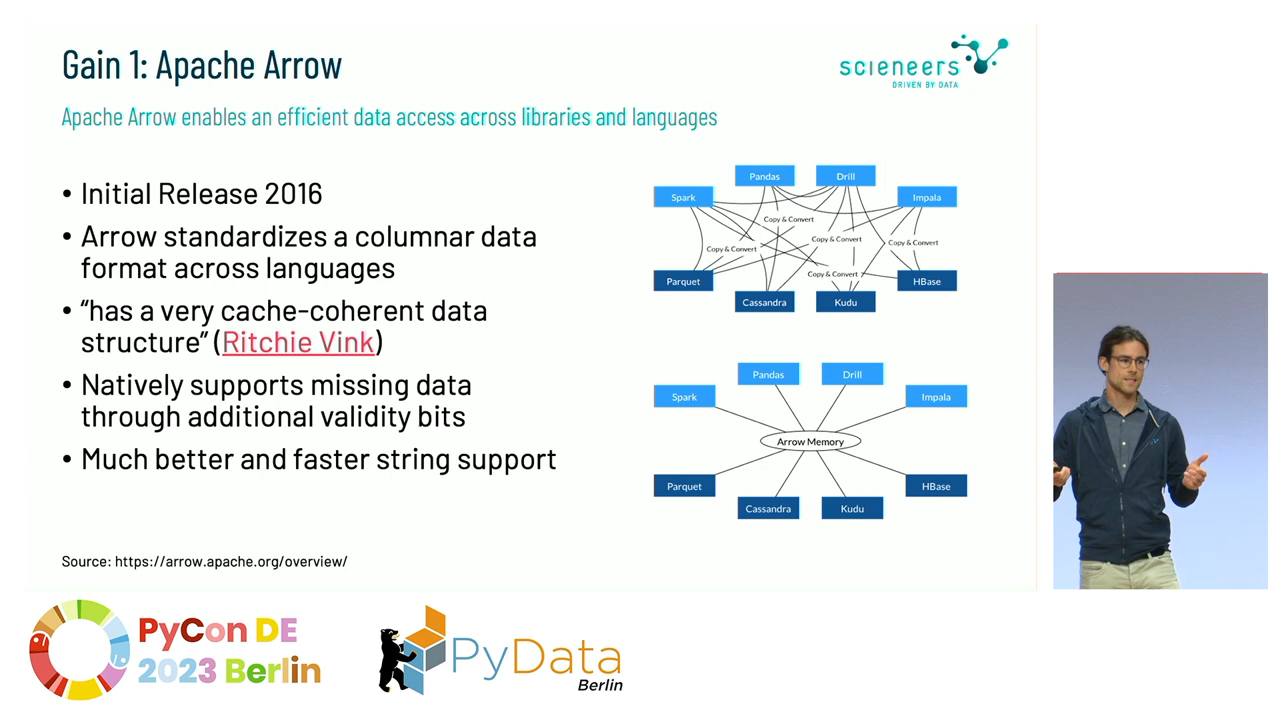 Gain 1: Apache Arrow
scieneers
DRIVEN BY DATA
Apache Arrow enables an efficient data access across libraries and languages
• Initial Release 2016
• Arrow standardizes a columnar data
format across languages
• “has a very cache-coherent data
structure” (Ritchie Vink)
• Natively supports missing data
through additional validity bits
• Much better and faster string support
Pandas
Drill
Spark
Impala
Copy & Convert
Copy & Convert
Copy & Convert
Copy & Convert
Copy & Convert
Parquet
HBase
Cassandra
Kudu
Pandas
Drill
Spark
Impala
Arrow Memory
Parquet
HBase
Cassandra
Kudu
Source: https://arrow.apache.org/overview/
PyCon DE
2023 Berlin
PyData
Berlin